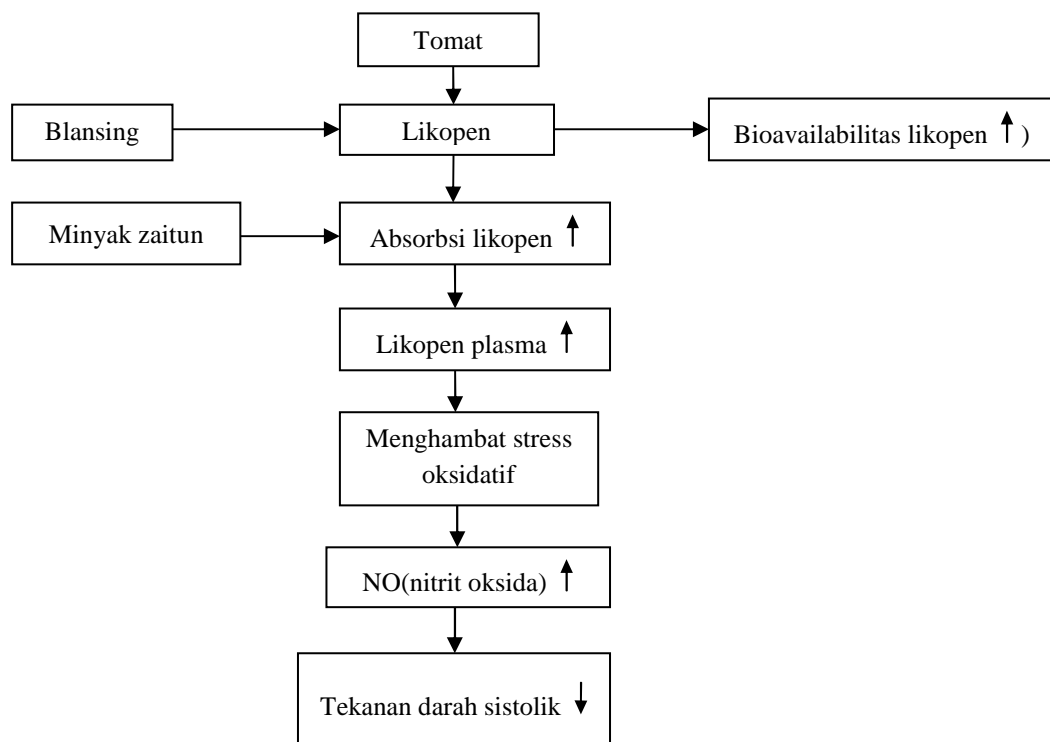 Tomat
Blansing
Likopen
Bioavailabilitas likopen ↑ )
Minyak zaitun
Absorbsi likopen ↑
Likopen plasma ↑
Menghambat stress
oksidatif
NO(nitrit oksida) ↑
Tekanan darah sistolik ↓